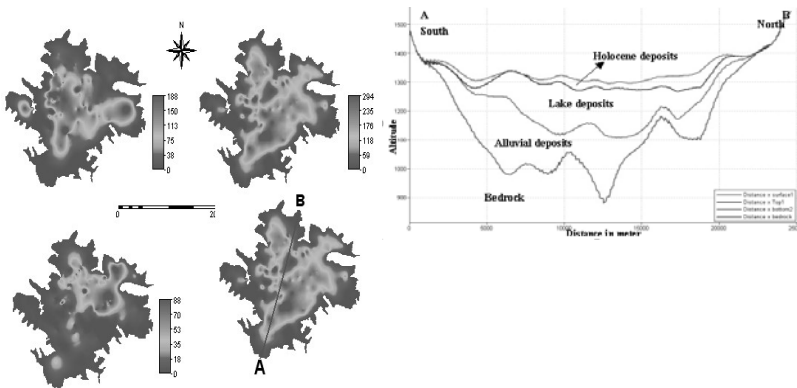 N
188
150
113
75
38
0
294
235
176
118
59
0
0
20
B
A
88
70
53
35
18
0
A
B
South
North
Holocene deposits
Lake deposits
Alluvial deposits
Bedrock
Altitude
1500
1400
1300
1200
1100
1000
900
0
5000
10000
15000
20000
Distance in meter
Distance v surface1
Distance v Top1
Distance v bottom2
Distance v bedrock